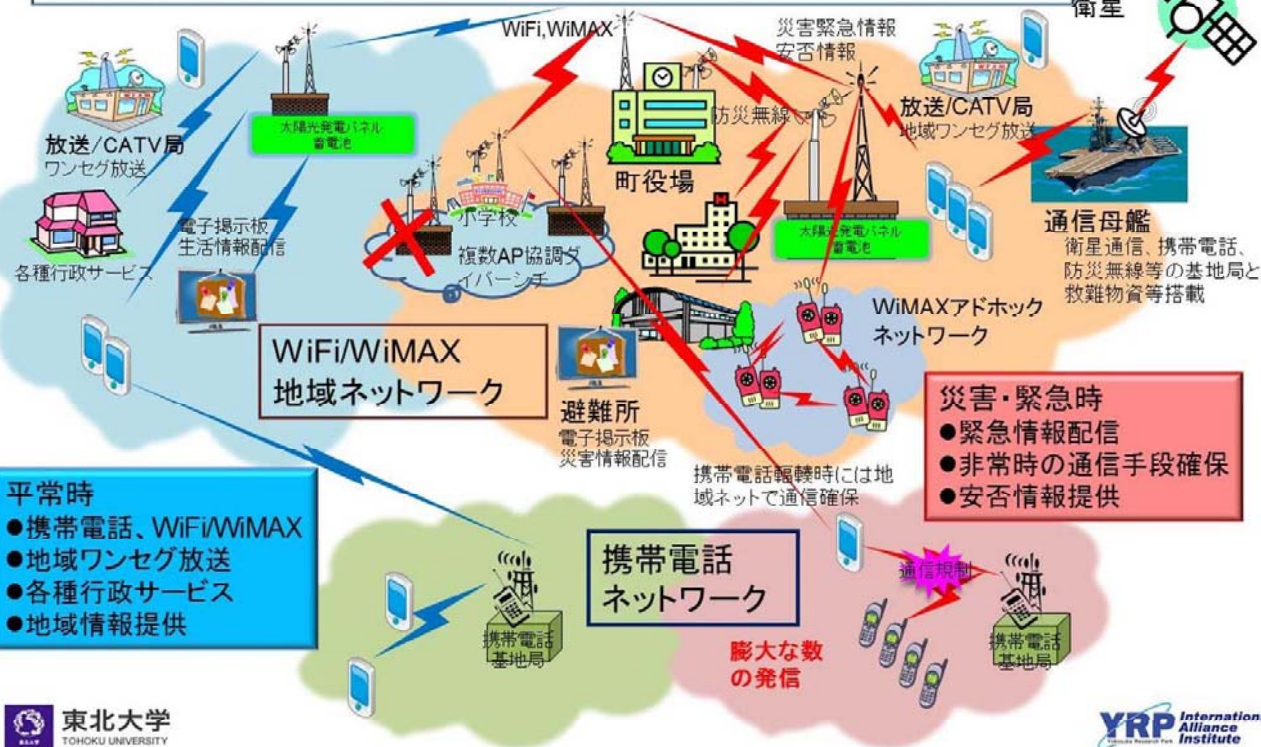 衛星
WiFi,WiMAX
災害緊急情報
安否情報
放送/CATV局
ワンセグ放送
太陽光発電パネル
蓄電池
防災無線
放送/CATV局
地域ワンセグ放送
町役場
小学校
複数AP協調ダ
イバーシチ
太陽光発電パネル
蓄電池
通信母艦
衛星通信、携帯電話、
防災無線等の基地局と
救難物資等搭載
各種行政サービス
電子掲示板
生活情報配信
WiMAXアドホック
ネットワーク
WiFi/WiMAX
地域ネットワーク
避難所
電子掲示板
災害情報配信
災害・緊急時
●緊急情報配信
●非常時の通信手段確保
●安否情報提供
携帯電話輻輳時には地
域ネットで通信確保
平常時
●携帯電話、WiFi/WiMAX
●地域ワンセグ放送
●各種行政サービス
●地域情報提供
携帯電話
ネットワーク
通信規制
携帯電話
基地局
膨大な数
の発信
携帯電話
基地局
東北大学
TOHOKU UNIVERSITY
YRP International
Alliance
Institute